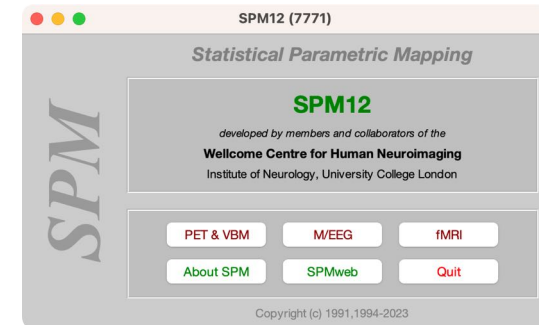 SPM12 (7771)
Statistical Parametric Mapping
SPM
SPM12
developed by members and collaborators of the
Wellcome Centre for Human Neuroimaging
Institute of Neurology, University College London
PET & VBM M/EEG fMRI
About SPM SPMweb Quit
Copyright (c) 1991,1994-2023